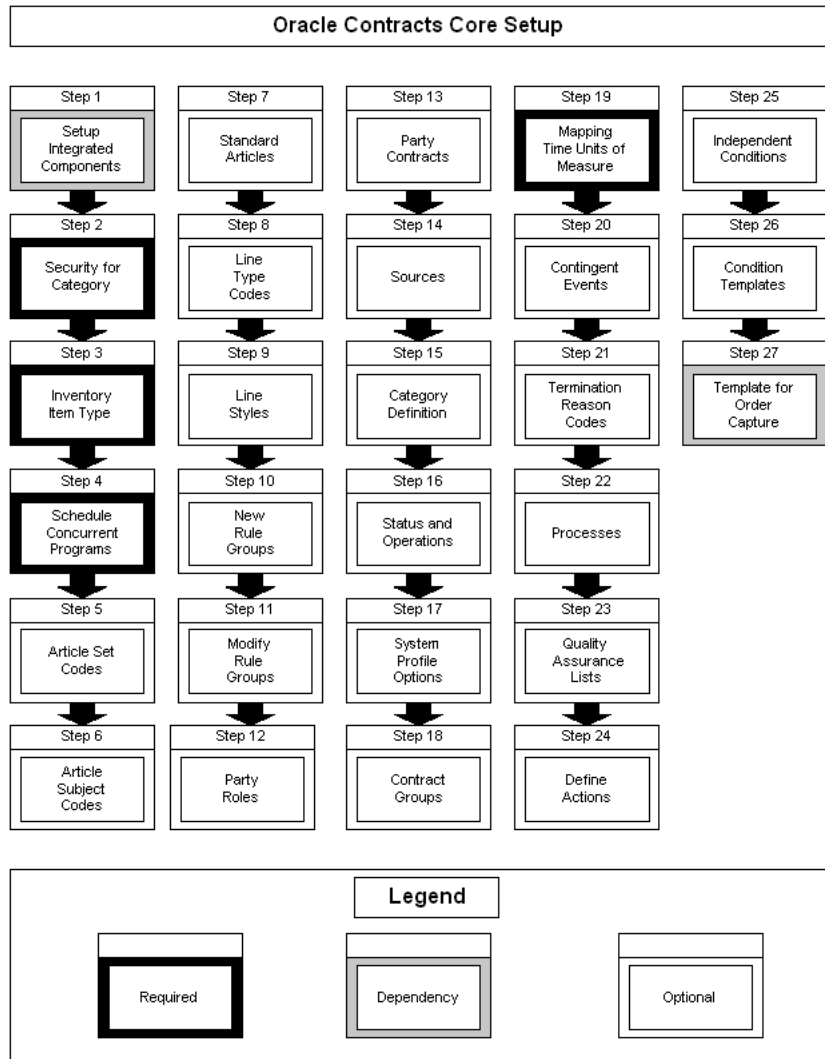 Oracle Contracts Core Setup
Step 1
Setup
Integrated
Components
Step 2
Security for
Category
Step 3
Inventory
Item Type
Step 4
Schedule
Concurrent
Programs
Step 5
Article Set
Codes
Step 6
Article
Subject
Codes
Step 7
Standard
Articles
Step 8
Line
Type
Codes
Step 9
Line
Styles
Step 10
New
Rule
Groups
Step 11
Modify
Rule
Groups
Step 12
Party
Roles
Step 13
Party
Contracts
Step 14
Sources
Step 15
Category
Definition
Step 16
Status and
Operations
Step 17
System
Profile
Options
Step 18
Contract
Groups
Step 19
Mapping
Time Units of
Measure
Step 20
Contingent
Events
Step 21
Termination
Reason
Codes
Step 22
Processes
Step 23
Quality
Assurance
Lists
Step 24
Define
Actions
Step 25
Independent
Conditions
Step 26
Condition
Templates
Step 27
Template for
Order
Capture
Legend
Required
Dependency
Optional